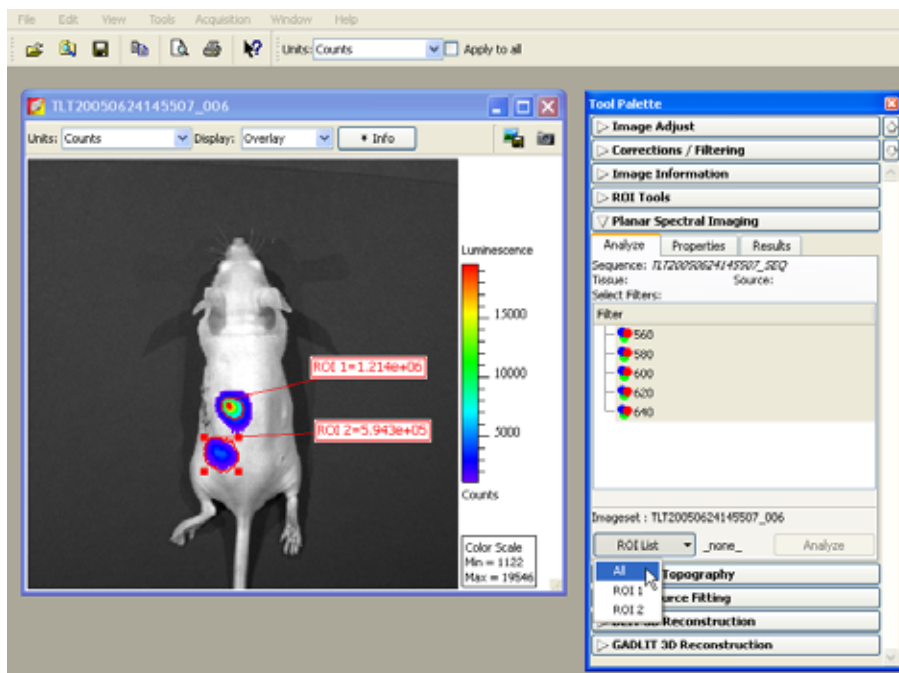 File Edit View Tools Acquisition Window Help
Units: Counts Apply to all
TLT20050624145507_006
Units: Counts Display: Overlay Info
Luminescence
15000
10000
5000
Counts
ROI 1=1.214e+06
ROI 2=5.943e+05
Color Scale
Min = 1122
Max = 19546
Tool Palette
Image Adjust
Corrections / Filtering
Image Information
ROI Tools
Planar Spectral Imaging
Analyze Properties Results
Sequence: TLT20050624145507_SEQ
Tissue: Source:
Select Filters:
Filter
560
580
600
620
640
Imageset : TLT20050624145507_006
ROI List _none_ Analyze
All
ROI 1
ROI 2
Topography
Fitting
3D Reconstruction
GADLIT 3D Reconstruction